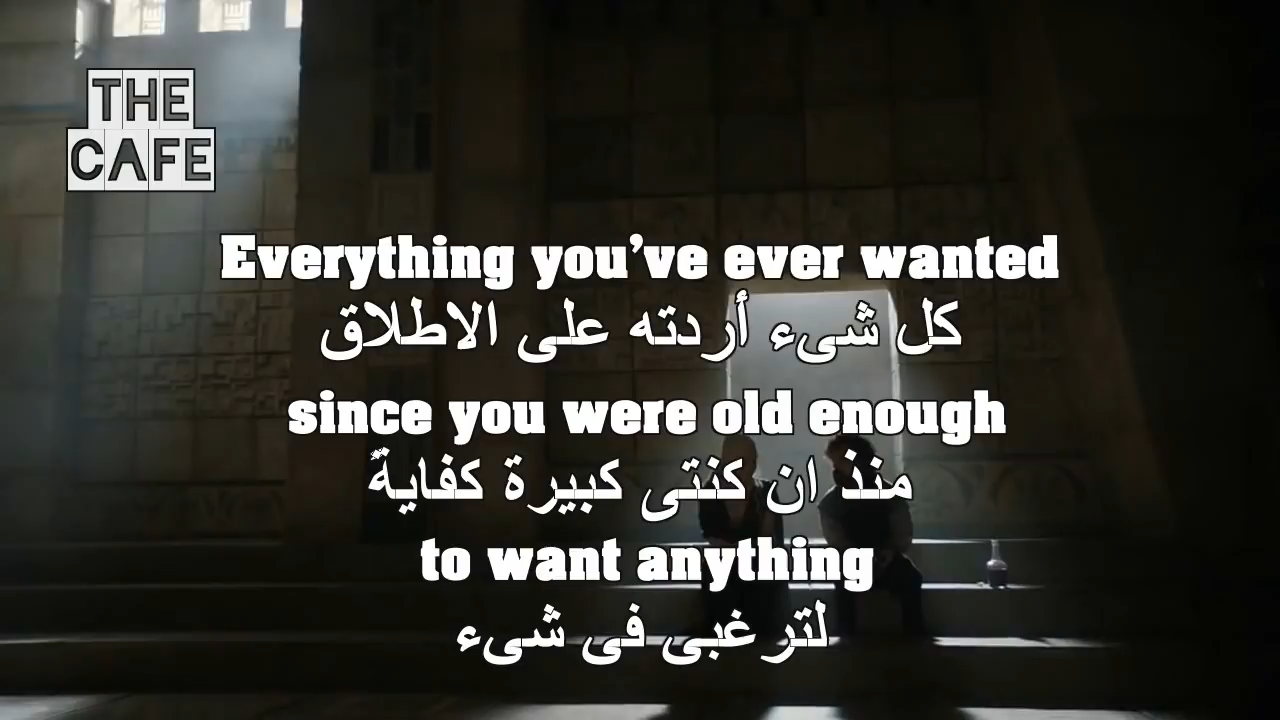 THE
CAFE
Everything you've ever wanted
كل شىء أردته على الاطلاق
since you were old enough
منذ ان كنتى كبيرة كفايةً
to want anything
لترغبى فى شىء